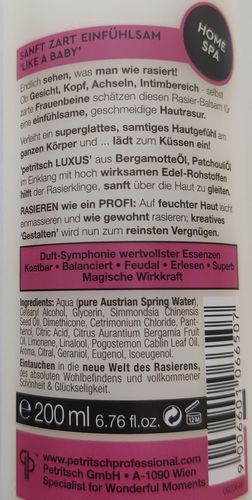 SANFT ZART EINFÜHLSAM
'LIKE A BABY'
HOME
SPA
Endlich sehen, was man wie rasiert!
Ob Gesicht, Kopf, Achseln, Intimbereich - selbst
zarte Frauenbeine schätzen diesen Rasier-Balsam für
eine einfühlsame, geschmeidige Hautrasur.
Verleiht ein superglattes, samtiges Hautgefühl am
ganzen Körper und ... lädt zum Küssen ein!
'petritsch LUXUS' aus BergamotteÖl, PatchouliÖl
im Einklang mit hoch wirksamen Edel-Rohstoffen
hilft der Rasierklinge, sanft über die Haut zu gleiten.
RASIEREN wie ein PROFI: Auf feuchter Haut leicht
einmassieren und wie gewohnt rasieren; kreatives
'Gestalten' wird nun zum reinsten Vergnügen.
Duft-Symphonie wertvollster Essenzen
Kostbar • Balanciert • Feudal • Erlesen • Superb
Magische Wirkkraft
Ingredients: Aqua (pure Austrian Spring Water),
Cetearyl Alcohol, Glycerin, Simmondsia Chinensis
Seed Oil, Dimethicone, Cetrimonium Chloride, Pant-
henol, Citric Acid, Citrus Aurantium Bergamia Fruit
Oil, Limonene, Linalool, Pogostemon Cablin Leaf Oil,
Aroma, Citral, Geraniol, Eugenol, Isoeugenol.
Eintauchen in die neue Welt des Rasierens,
des absoluten Wohlbefindens und vollkommener
Schönheit & Glückseligkeit.
200 ml 6.76 fl.oz.
12M
petritschprofessional.com
Petritsch GmbH • A-1090 Wien
Specialist for Wonderful Moments